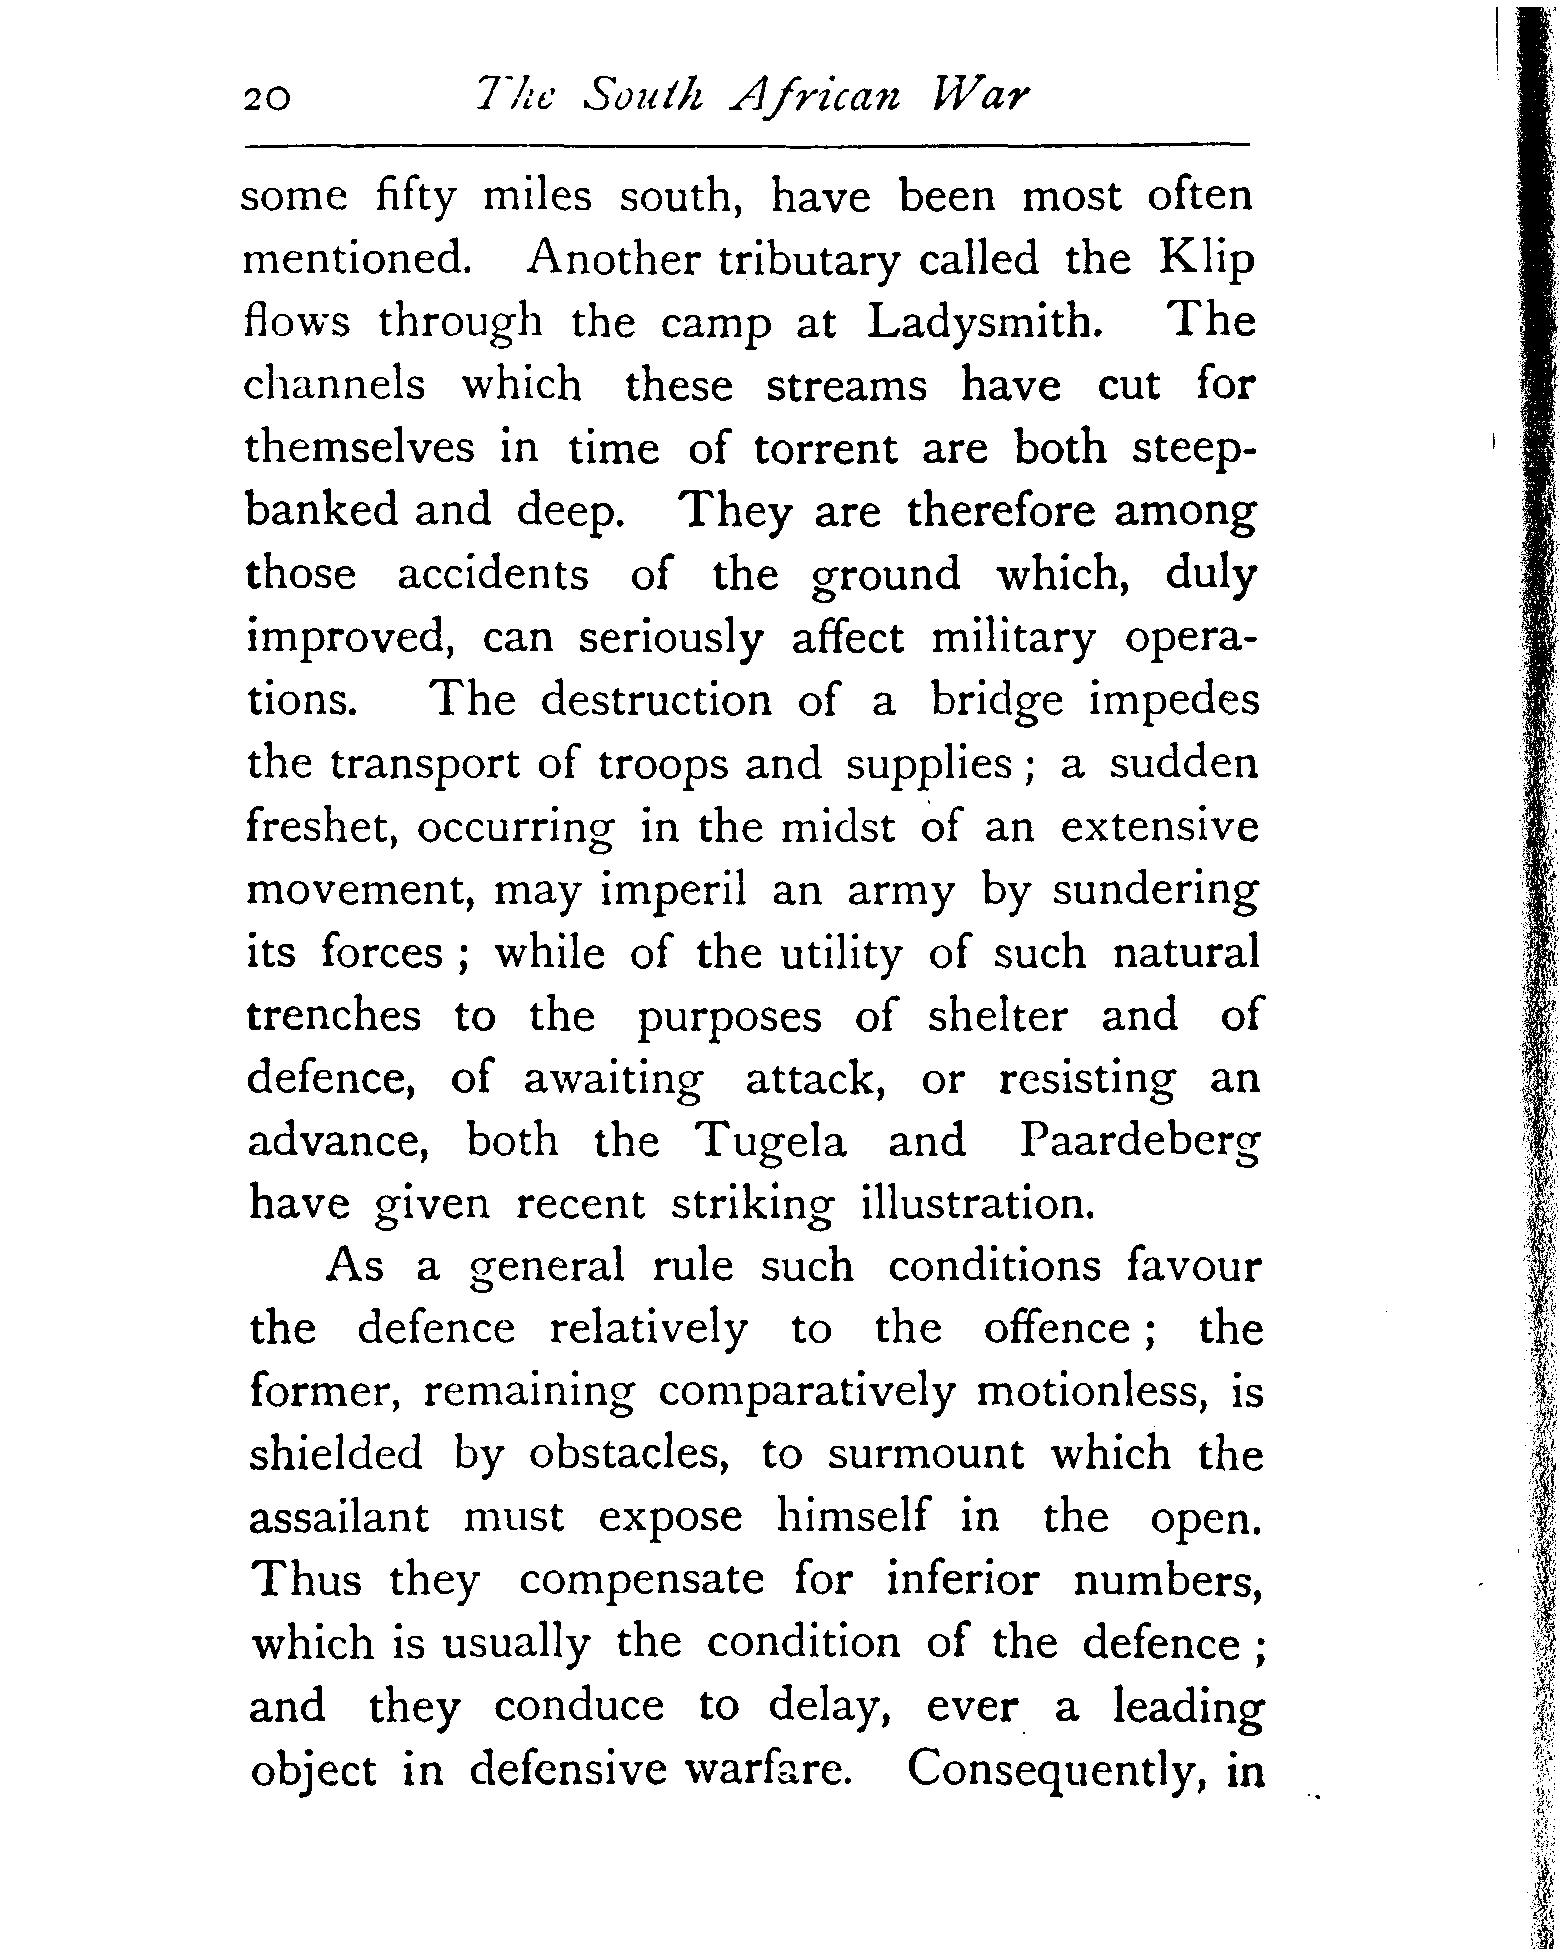 20 The South African War
some fifty miles south, have been most often
mentioned. Another tributary called the Klip
flows through the camp at Ladysmith. The
channels which these streams have cut for
themselves in time of torrent are both steep-
banked and deep. They are therefore among
those accidents of the ground which, duly
improved, can seriously affect military opera-
tions. The destruction of a bridge impedes
the transport of troops and supplies ; a sudden
freshet, occurring in the midst of an extensive
movement, may imperil an army by sundering
its forces ; while of the utility of such natural
trenches to the purposes of shelter and of
defence, of awaiting attack, or resisting an
advance, both the Tugela and Paardeberg
have given recent striking illustration.
As a general rule such conditions favour
the defence relatively to the offence ; the
former, remaining comparatively motionless, is
shielded by obstacles, to surmount which the
assailant must expose himself in the open.
Thus they compensate for inferior numbers,
which is usually the condition of the defence ;
and they conduce to delay, ever a leading
object in defensive warfare. Consequently, in